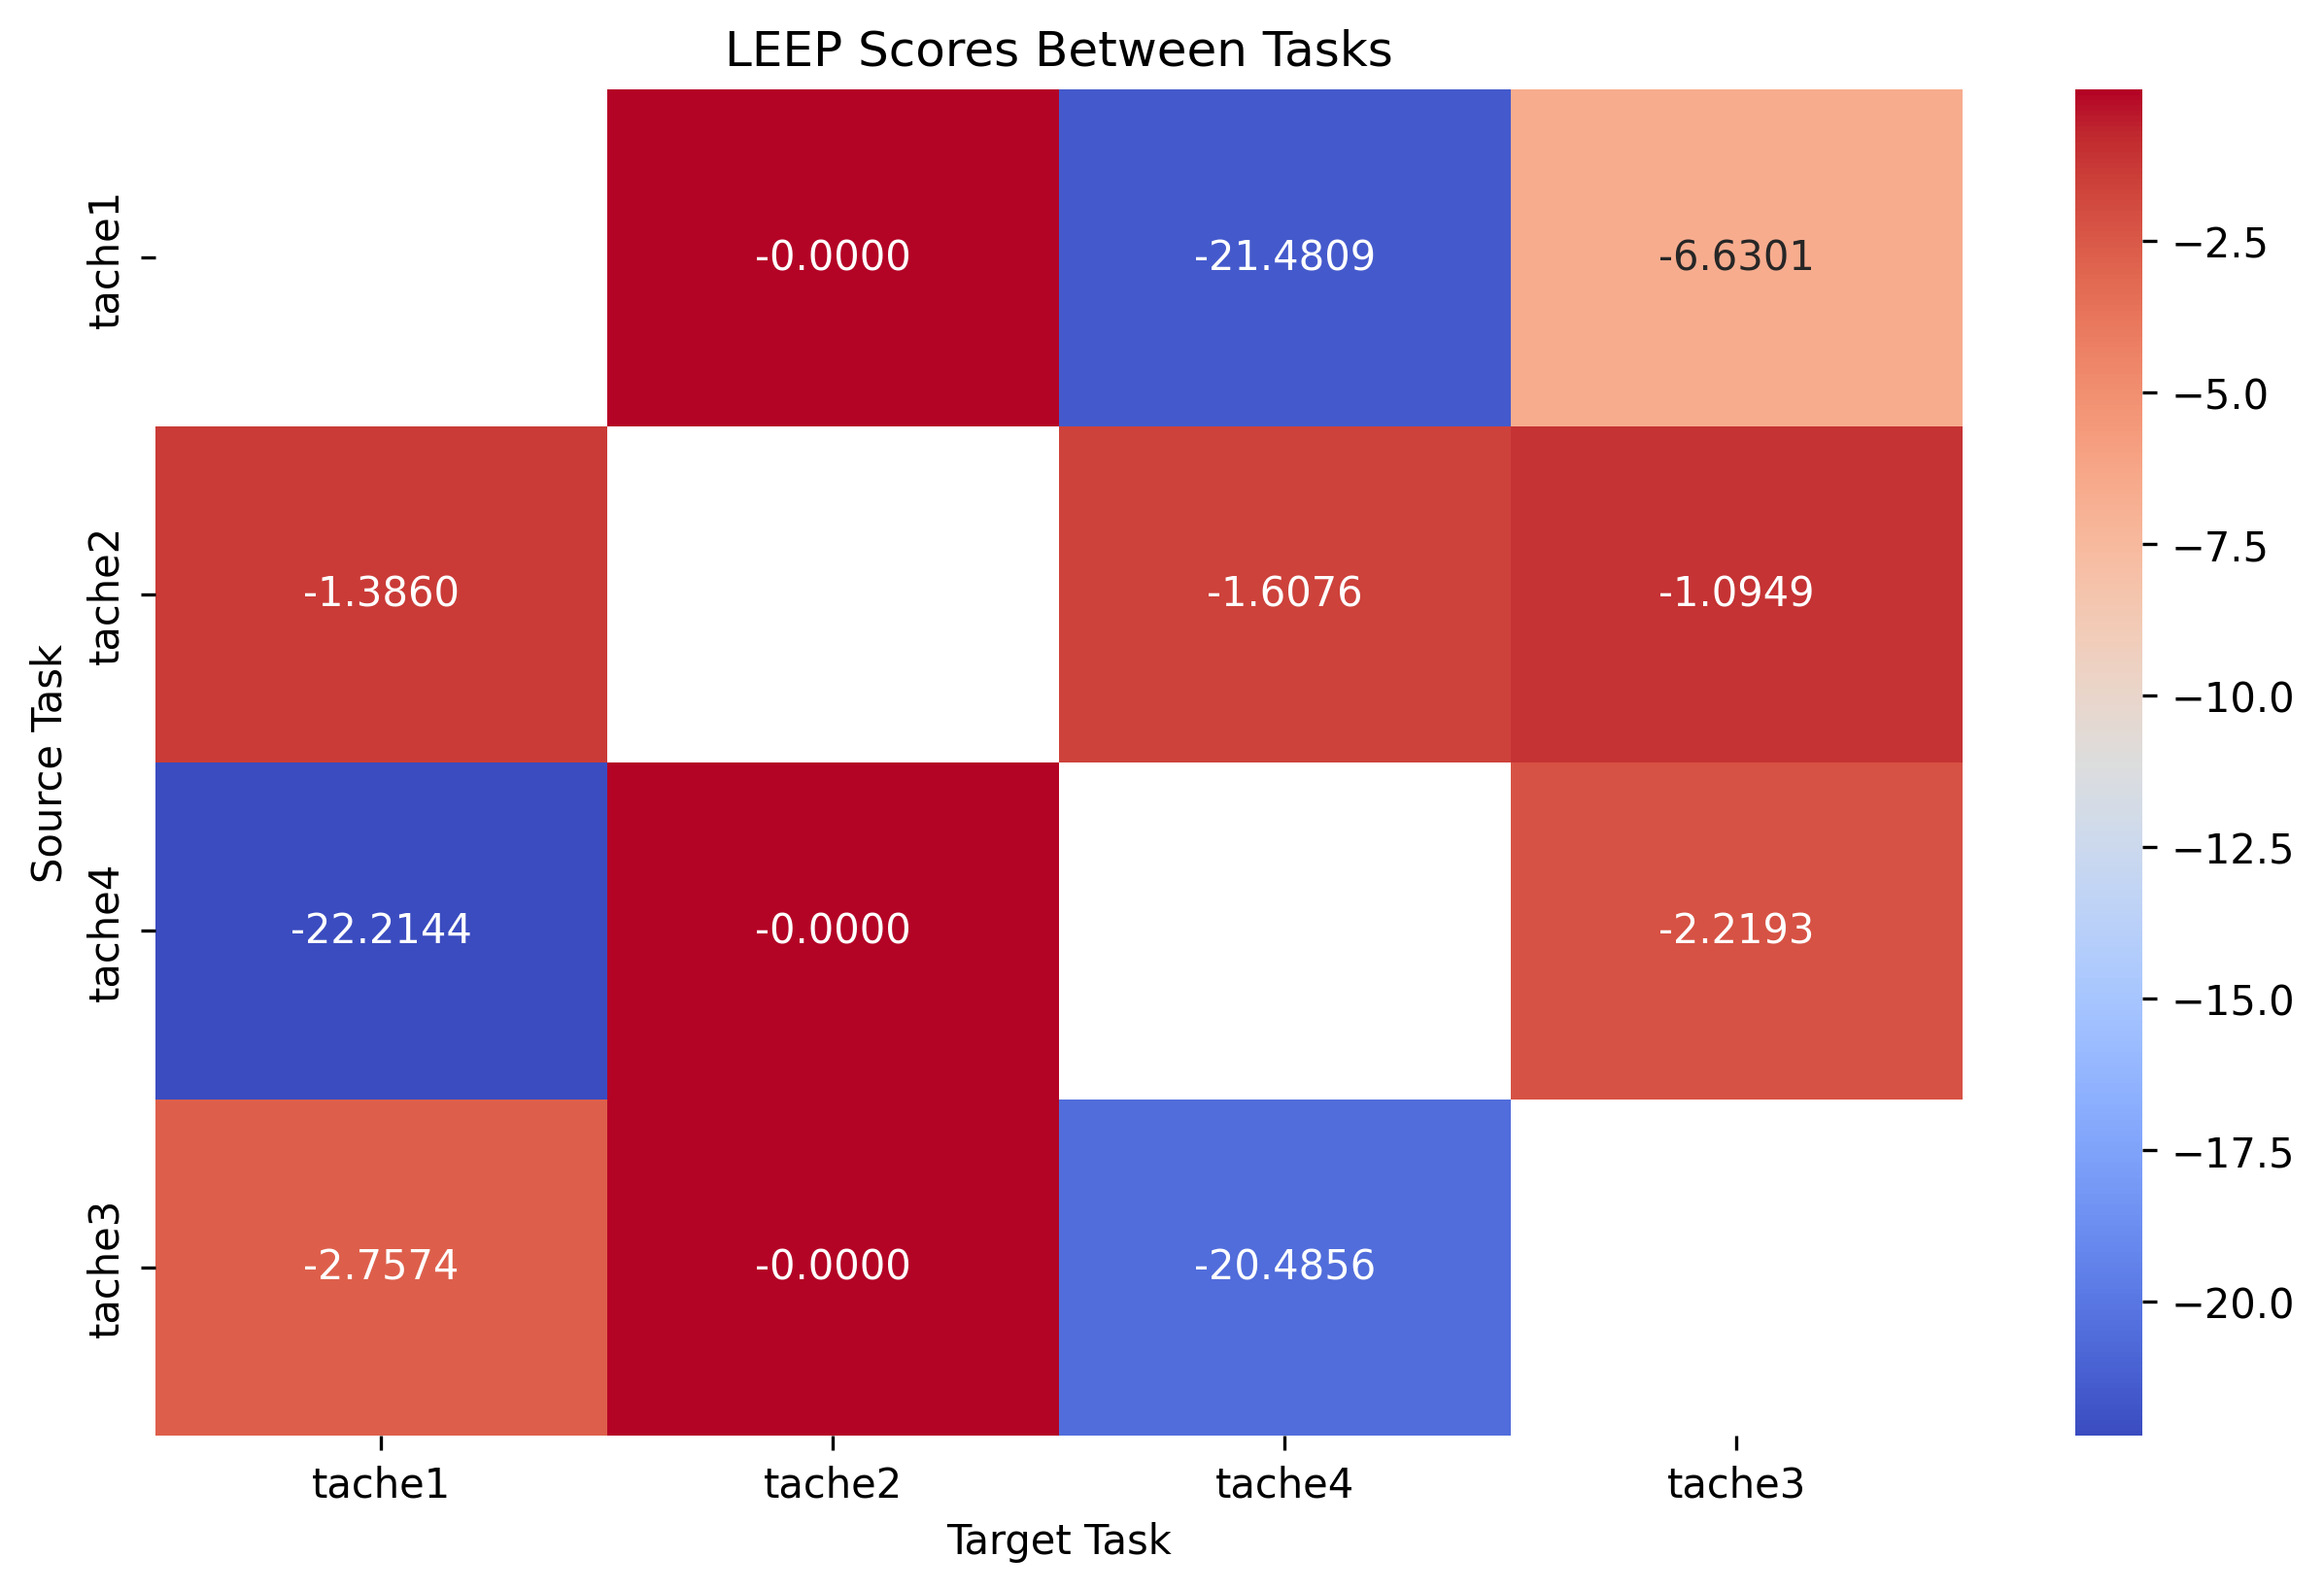 LEEP Scores Between Tasks
tache1
-0.0000
-21.4809
-6.6301
tache2
-1.3860
-1.6076
-1.0949
tache4
-22.2144
-0.0000
-2.2193
tache3
-2.7574
-0.0000
-20.4856
Source Task
tache1
tache2
tache4
tache3
Target Task
−2.5
−5.0
−7.5
−10.0
−12.5
−15.0
−17.5
−20.0